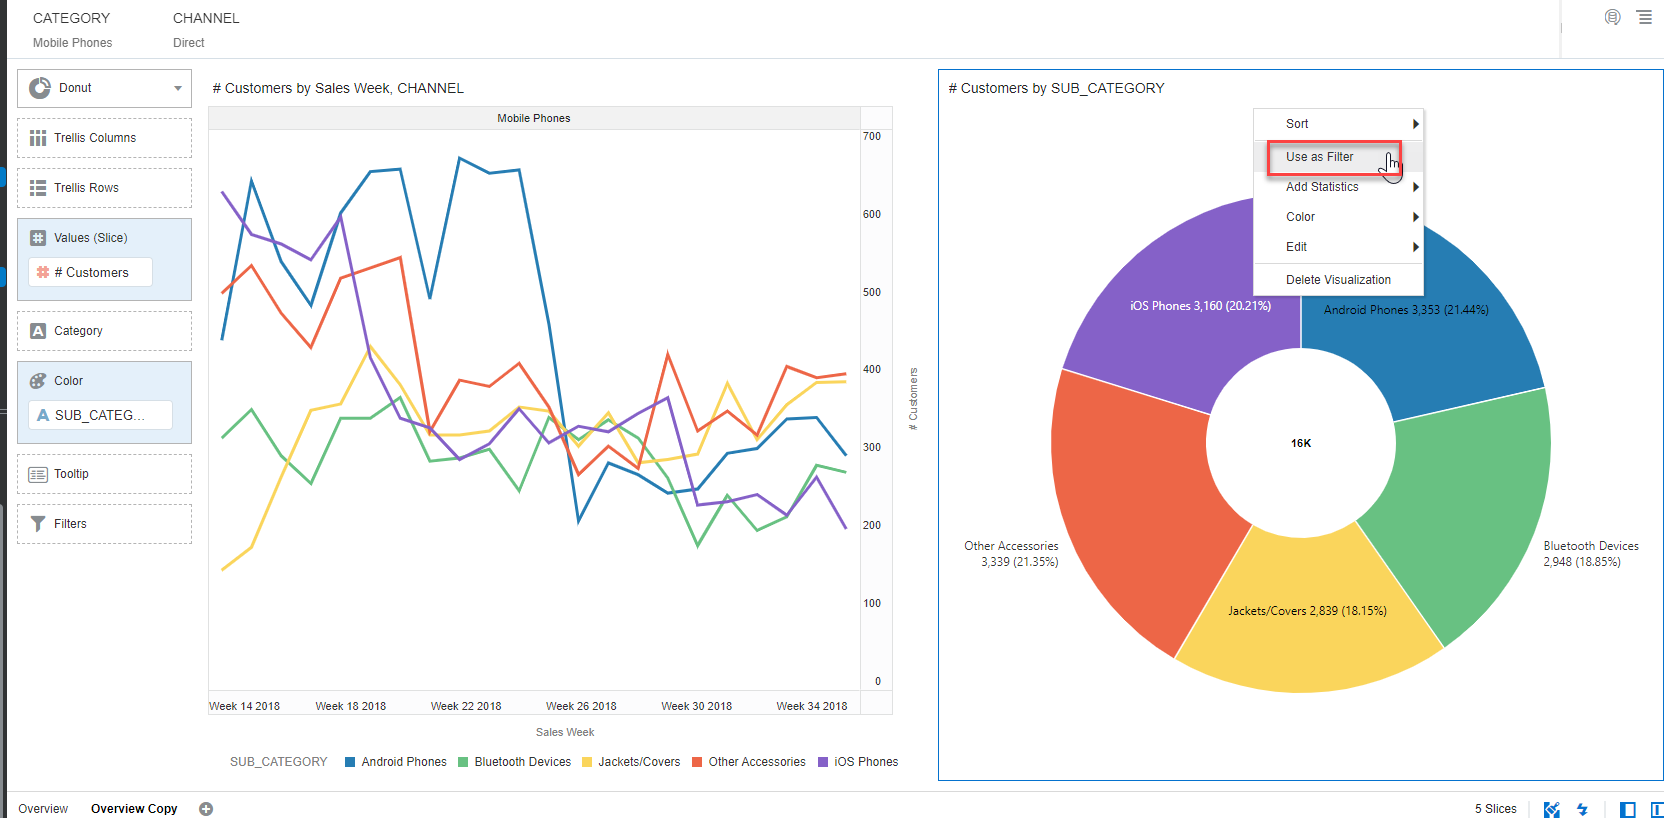 CATEGORY
Mobile Phones
CHANNEL
Direct
Donut
Trellis Columns
Trellis Rows
Values (Slice)
# Customers
Category
Color
A SUB_CATEG...
Tooltip
Filters
# Customers by Sales Week, CHANNEL
Mobile Phones
700
600
500
400
300
200
100
0
# Customers
Week 14 2018
Week 18 2018
Week 22 2018
Week 26 2018
Week 30 2018
Week 34 2018
Sales Week
SUB_CATEGORY
Android Phones
Bluetooth Devices
Jackets/Covers
Other Accessories
iOS Phones
# Customers by SUB_CATEGORY
Sort
Use as Filter
Add Statistics
Color
Edit
Delete Visualization
iOS Phones 3,160 (20.21%)
Android Phones 3,353 (21.44%)
16K
Other Accessories
3,339 (21.35%)
Bluetooth Devices
2,948 (18.85%)
Jackets/Covers 2,839 (18.15%)
Overview
Overview Copy
5 Slices